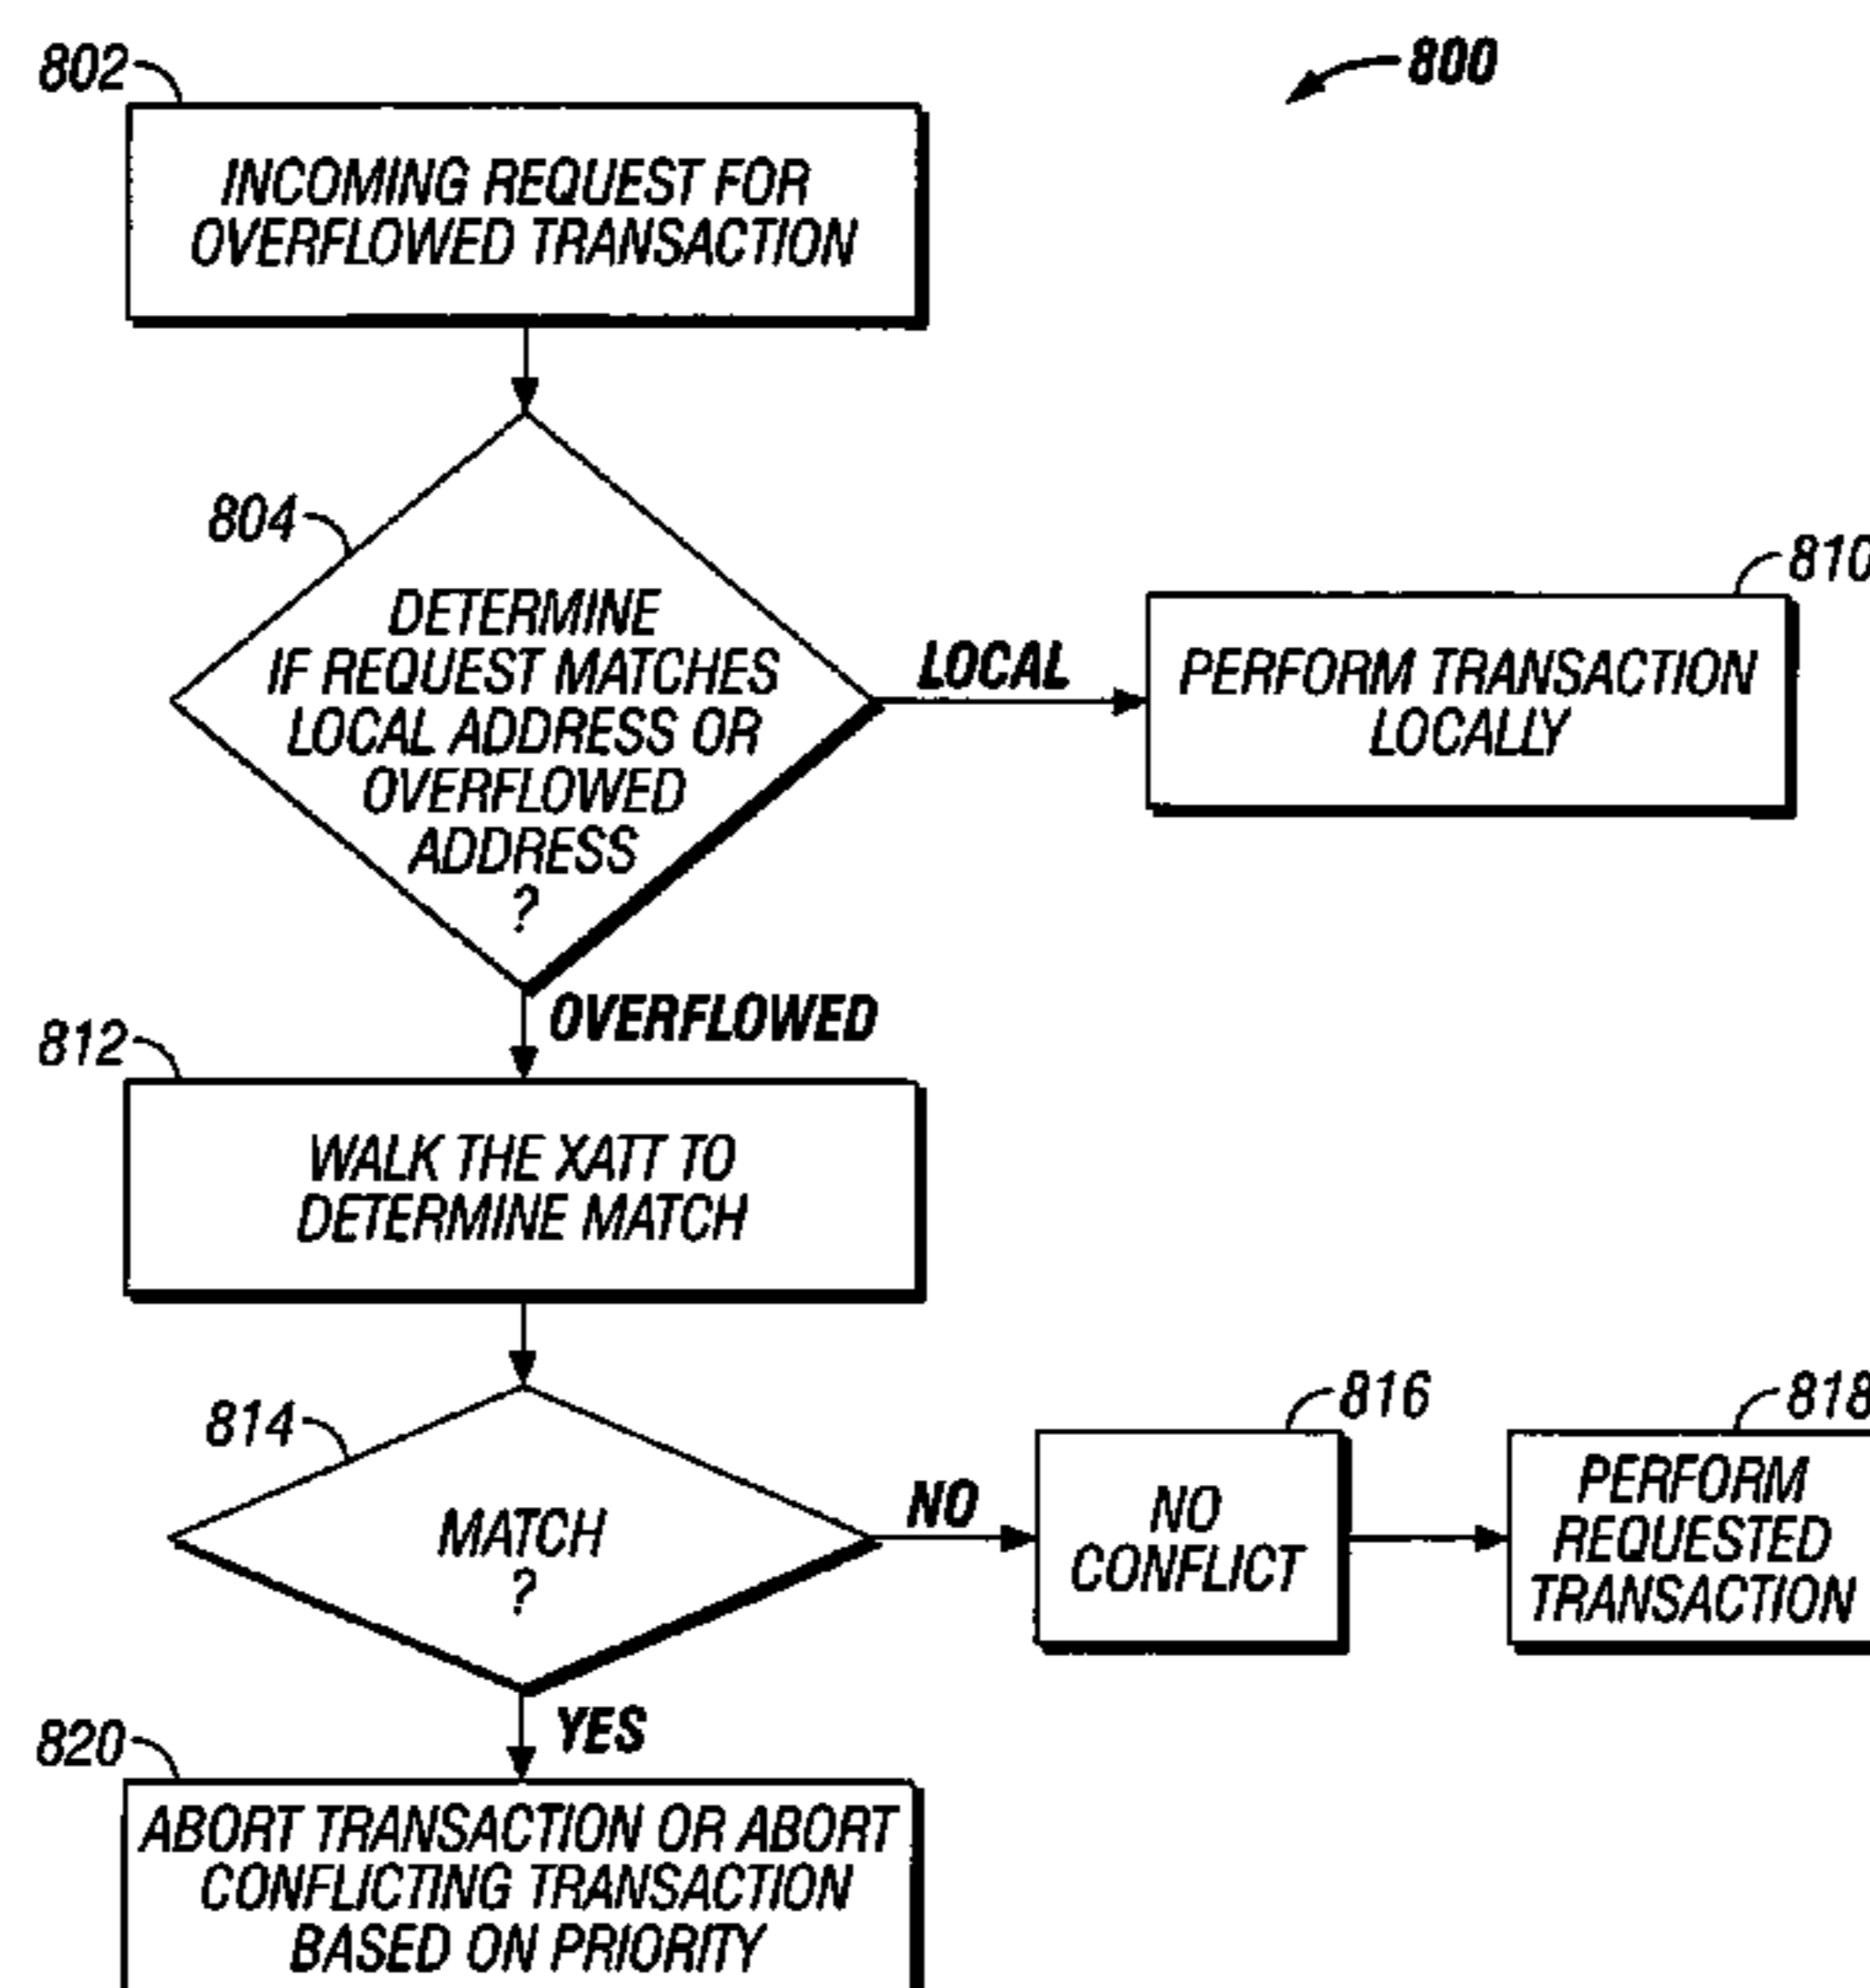 802
800
INCOMING REQUEST FOR
OVERFLOWED TRANSACTION
804
DETERMINE
IF REQUEST MATCHES
LOCAL ADDRESS OR
OVERFLOWED
ADDRESS
?
LOCAL
810
PERFORM TRANSACTION
LOCALLY
OVERFLOWED
812
WALK THE XATT TO
DETERMINE MATCH
814
MATCH
?
NO
816
NO
CONFLICT
818
PERFORM
REQUESTED
TRANSACTION
YES
820
ABORT TRANSACTION OR ABORT
CONFLICTING TRANSACTION
BASED ON PRIORITY